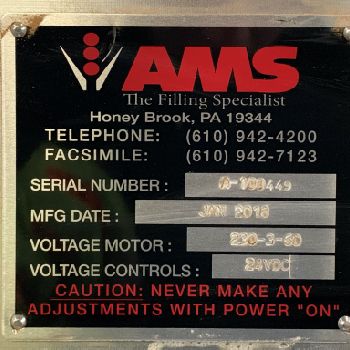 AMS
The Filling Specialist
Honey Brook, PA 19344
TELEPHONE: (610) 942-4200
FACSIMILE: (610) 942-7123
SERIAL NUMBER :
MFG DATE : JAN 2018
VOLTAGE MOTOR : 230-3-60
VOLTAGE CONTROLS : 24VDC
CAUTION: NEVER MAKE ANY
ADJUSTMENTS WITH POWER "ON"